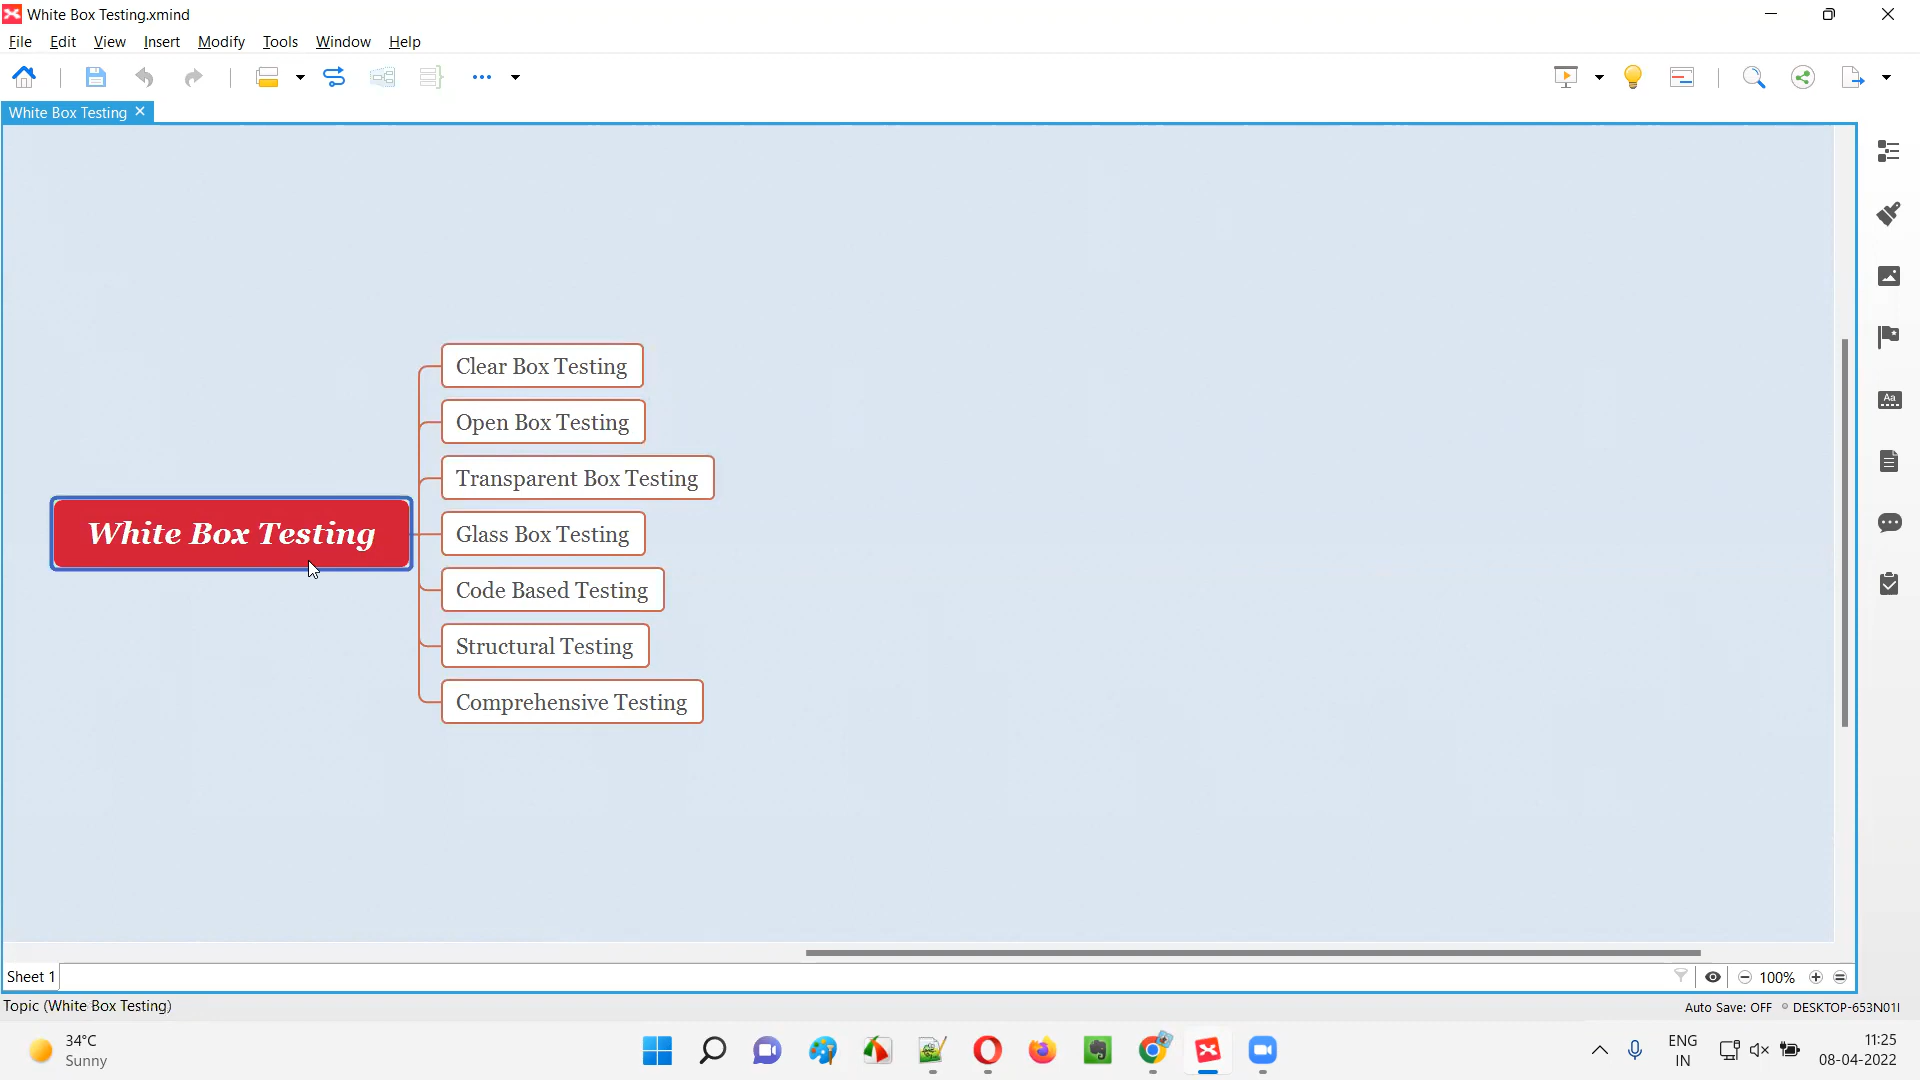 White Box Testing.xmind
File Edit View Insert Modify Tools Window Help
White Box Testing
Clear Box Testing
Open Box Testing
Transparent Box Testing
White Box Testing
Glass Box Testing
Code Based Testing
Structural Testing
Comprehensive Testing
Aa
Sheet 1
100%
Topic (White Box Testing)
Auto Save: OFF
DESKTOP-653N01I
34°C
Sunny
ENG
IN
11:25
08-04-2022